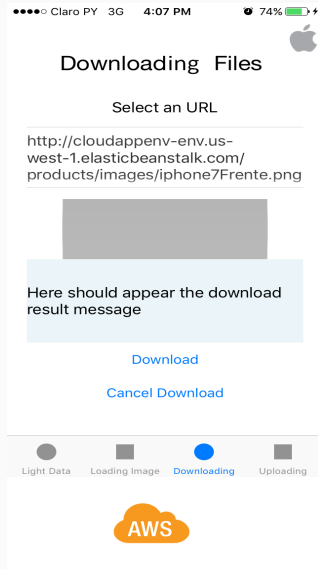 Claro PY 3G 4:07 PM 74%
Downloading Files
Select an URL
http://cloudappenv-env.us-
west-1.elasticbeanstalk.com/
products/images/iphone7Frente.png
Here should appear the download
result message
Download
Cancel Download
Light Data Loading Image Downloading Uploading
AWS